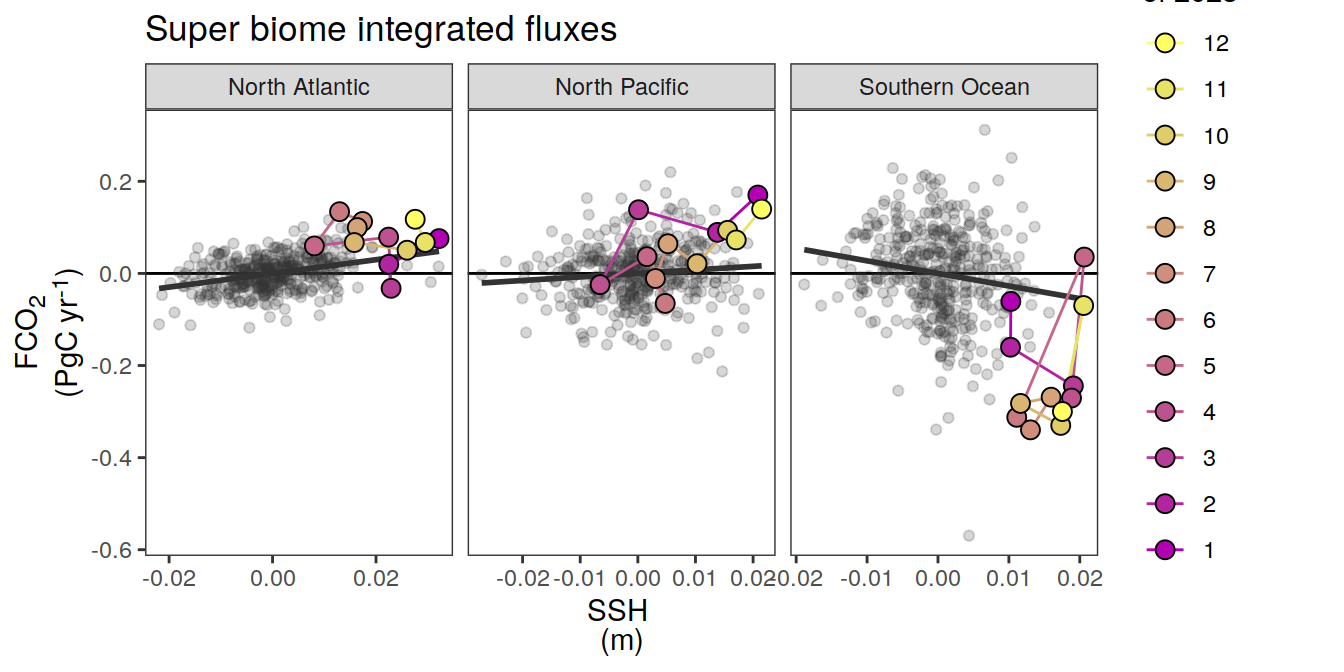 Super biome integrated fluxes
North Atlantic
North Pacific
Southern Ocean
FCO2
(PgC yr-1)
0.2
0.0
-0.2
-0.4
-0.6
-0.02 0.00 0.02
-0.02 -0.01 0.00 0.01 0.02
-0.02 -0.01 0.00 0.01 0.02
SSH
(m)
12
11
10
9
8
7
6
5
4
3
2
1